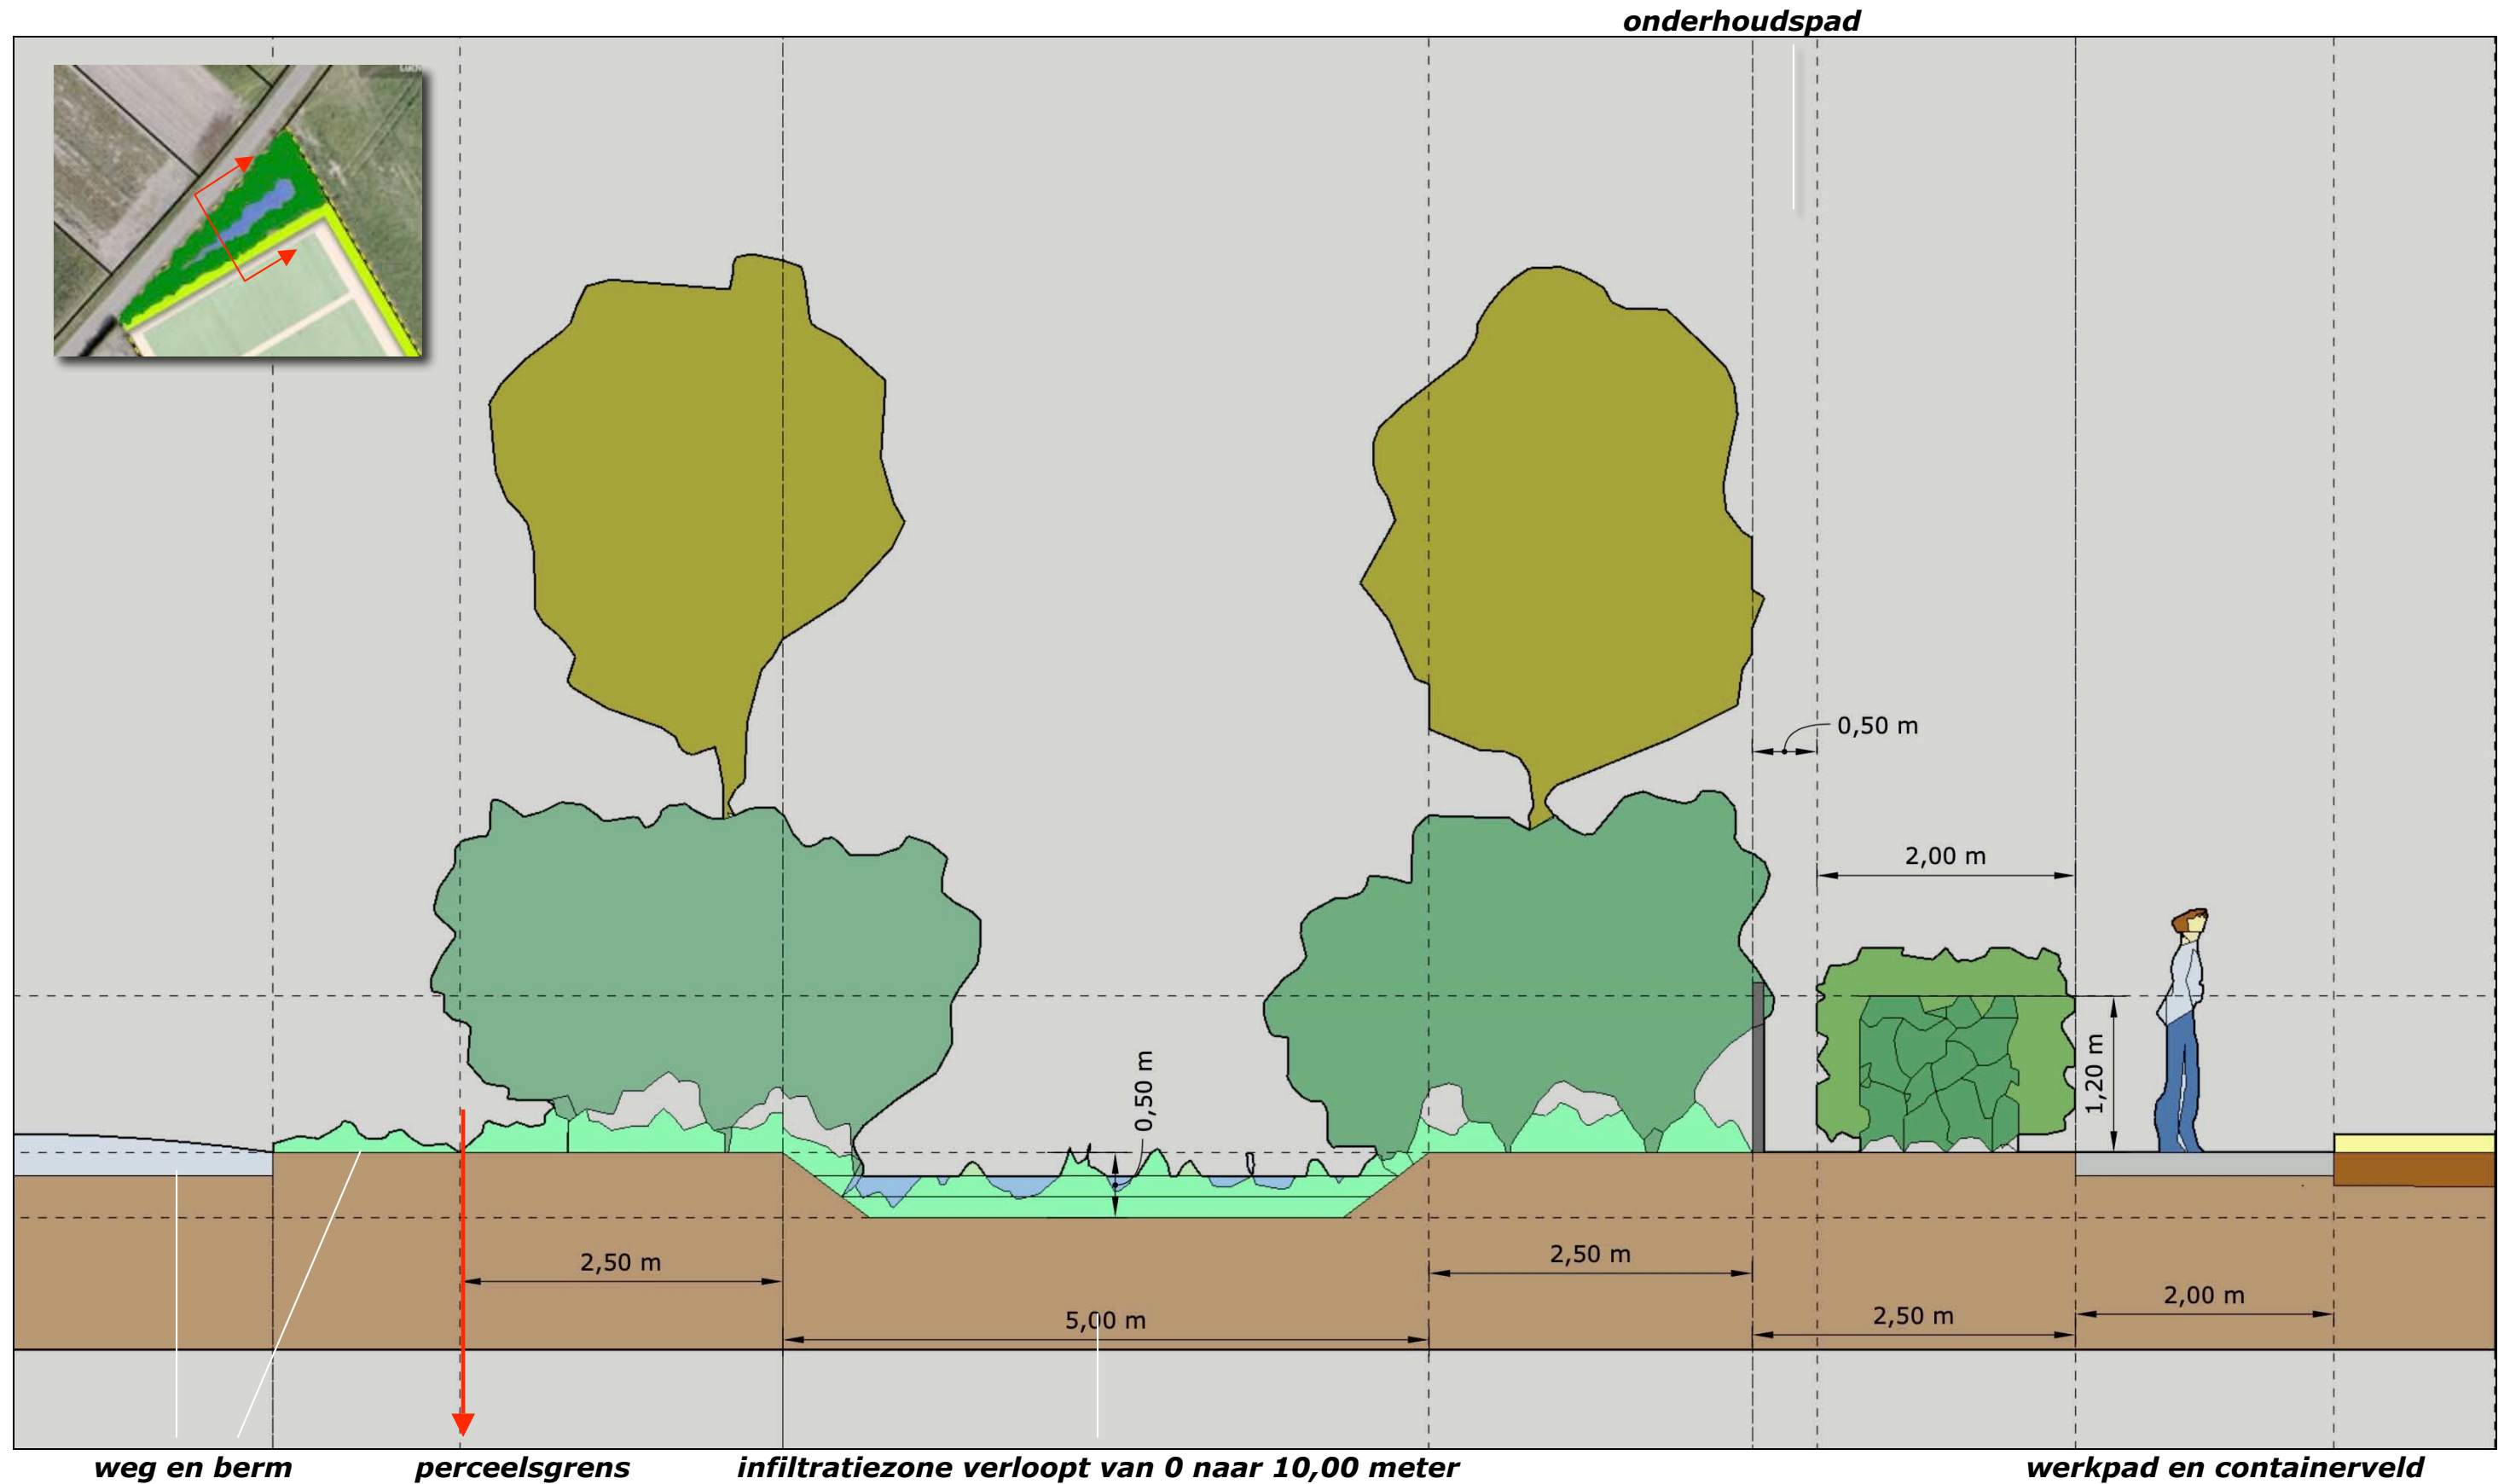 onderhoudspad
0,50 m
2,00 m
0,50 m
1,20 m
2,50 m
2,50 m
5,00 m
2,50 m
2,00 m
weg en berm
perceelsgrens
infiltratiezone verloopt van 0 naar 10,00 meter
werkpad en containerveld